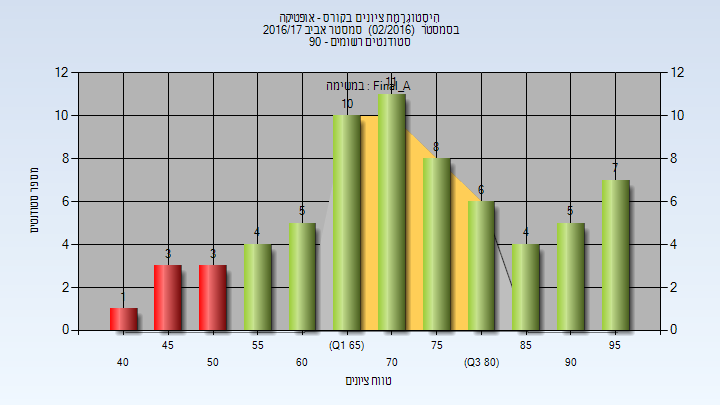 היסטוגרמת ציונים בקורס - אופטיקה
בסמסטר (02/2016) סמסטר אביב 2016/17
סטודנטים רשומים - 90
במשימה : Final_A
12 12
10 10
8 8
6 6
4 4
2 2
0 0
1 3 3 4 5 10 11 8 6 4 5 7
מספר סטודנטים
45 55 (Q1 65) 75 85 95
40 50 60 70 (Q3 80) 90
טווח ציונים